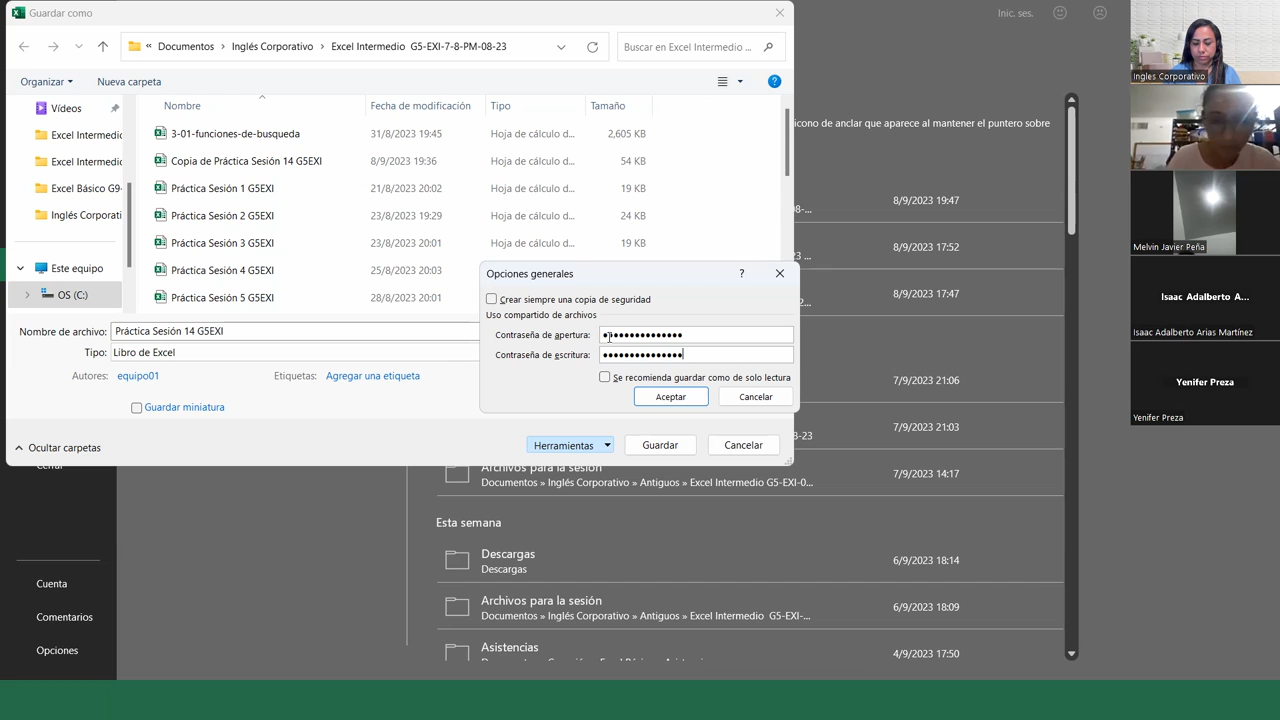 Guardar como
Inic. ses.
« Documentos > Inglés Corporativo > Excel Intermedio G5-EXI-7-8-PM-08-23
Buscar en Excel Intermedio ...
Organizar
Nueva carpeta
Nombre
Fecha de modificación
Tipo
Tamaño
Vídeos
Excel Intermedic
Excel Intermedic
Excel Básico G9-
Inglés Corporati
Este equipo
OS (C:)
3-01-funciones-de-busqueda 31/8/2023 19:45 Hoja de cálculo d... 2,605 KB
Copia de Práctica Sesión 14 G5EXI 8/9/2023 19:36 Hoja de cálculo d... 54 KB
Práctica Sesión 1 G5EXI 21/8/2023 20:02 Hoja de cálculo d... 19 KB
Práctica Sesión 2 G5EXI 23/8/2023 19:29 Hoja de cálculo d... 24 KB
Práctica Sesión 3 G5EXI 23/8/2023 20:01 Hoja de cálculo d... 19 KB
Práctica Sesión 4 G5EXI 25/8/2023 20:03
Práctica Sesión 5 G5EXI 28/8/2023 20:01
Nombre de archivo: Práctica Sesión 14 G5EXI
Tipo: Libro de Excel
Autores: equipo01
Etiquetas: Agregar una etiqueta
Guardar miniatura
Ocultar carpetas
Herramientas
Guardar
Cancelar
Opciones generales
?
Crear siempre una copia de seguridad
Uso compartido de archivos
Contraseña de apertura: •••••••••••••••
Contraseña de escritura: •••••••••••••••
Se recomienda guardar como de solo lectura
Aceptar
Cancelar
icono de anclar que aparece al mantener el puntero sobre
8/9/2023 19:47
08-...
8/9/2023 17:52
8/9/2023 17:47
7/9/2023 21:06
7/9/2023 21:03
8-23
Archivos para la sesión
Documentos » Inglés Corporativo » Antiguos » Excel Intermedio G5-EXI-0...
7/9/2023 14:17
Esta semana
Descargas
Descargas
6/9/2023 18:14
Archivos para la sesión
Documentos » Inglés Corporativo » Antiguos » Excel Intermedio G5-EXI-...
6/9/2023 18:09
Asistencias
4/9/2023 17:50
Cerrar
Cuenta
Comentarios
Opciones
Ingles Corporativo
Melvin Javier Peña
Isaac Adalberto A...
Isaac Adalberto Arias Martínez
Yenifer Preza
Yenifer Preza